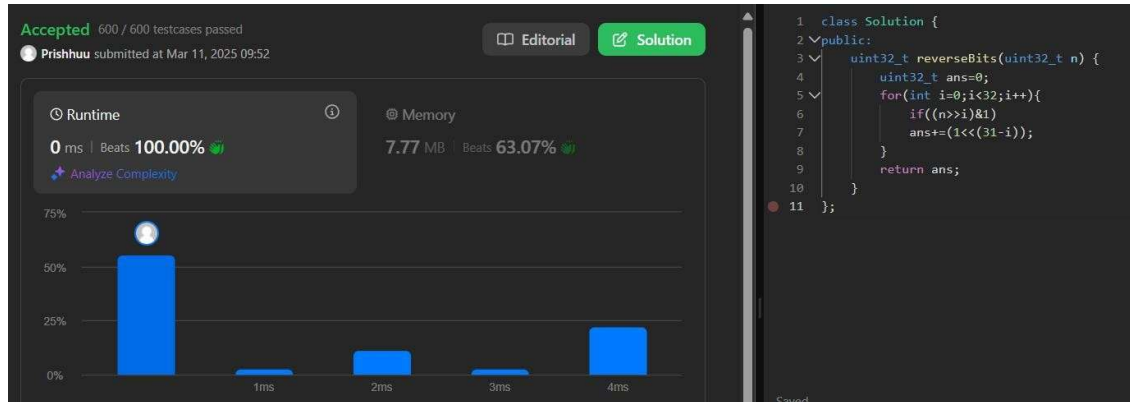 Accepted 600 / 600 testcases passed
Prishhuu submitted at Mar 11, 2025 09:52
Editorial
Solution
Runtime
0 ms | Beats 100.00%
Analyze Complexity
Memory
7.77 MB | Beats 63.07%
75%
50%
25%
0%
1ms 2ms 3ms 4ms
1 class Solution {
2 public:
3 uint32_t reverseBits(uint32_t n) {
4 uint32_t ans=0;
5 for(int i=0;i<32;i++){
6 if((n>>i)&1)
7 ans+=(1<<(31-i));
8 }
9 return ans;
10 }
11 };
Saved